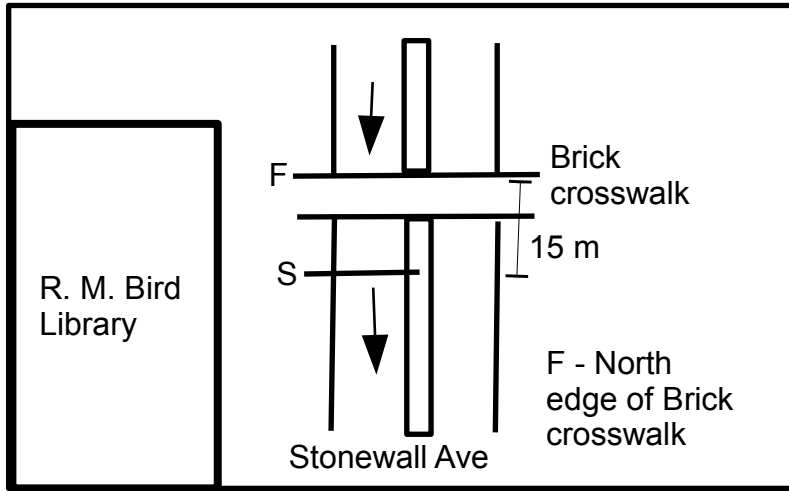 F
Brick
crosswalk
15 m
S
R. M. Bird
Library
F - North
edge of Brick
crosswalk
Stonewall Ave